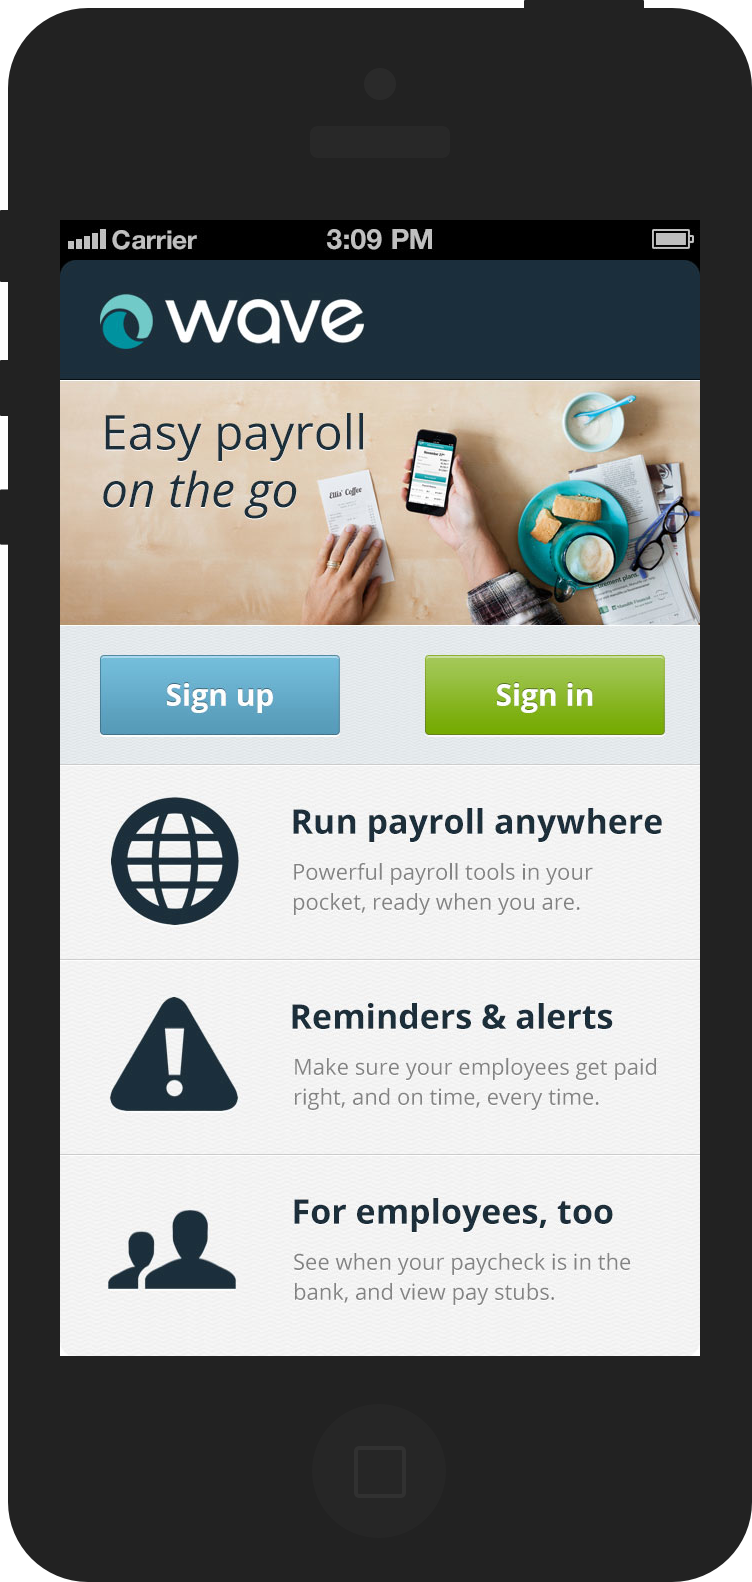 Carrier 3:09 PM
wave
Easy payroll
on the go
Ellis' Coffee
Sign up
Sign in
Run payroll anywhere
Powerful payroll tools in your
pocket, ready when you are.
Reminders & alerts
Make sure your employees get paid
right, and on time, every time.
For employees, too
See when your paycheck is in the
bank, and view pay stubs.